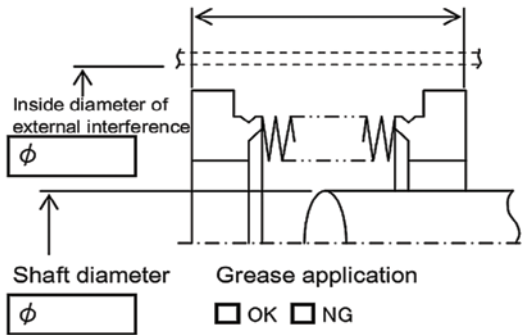 Inside diameter of
external interference
ϕ
Shaft diameter
ϕ
Grease application
OK NG